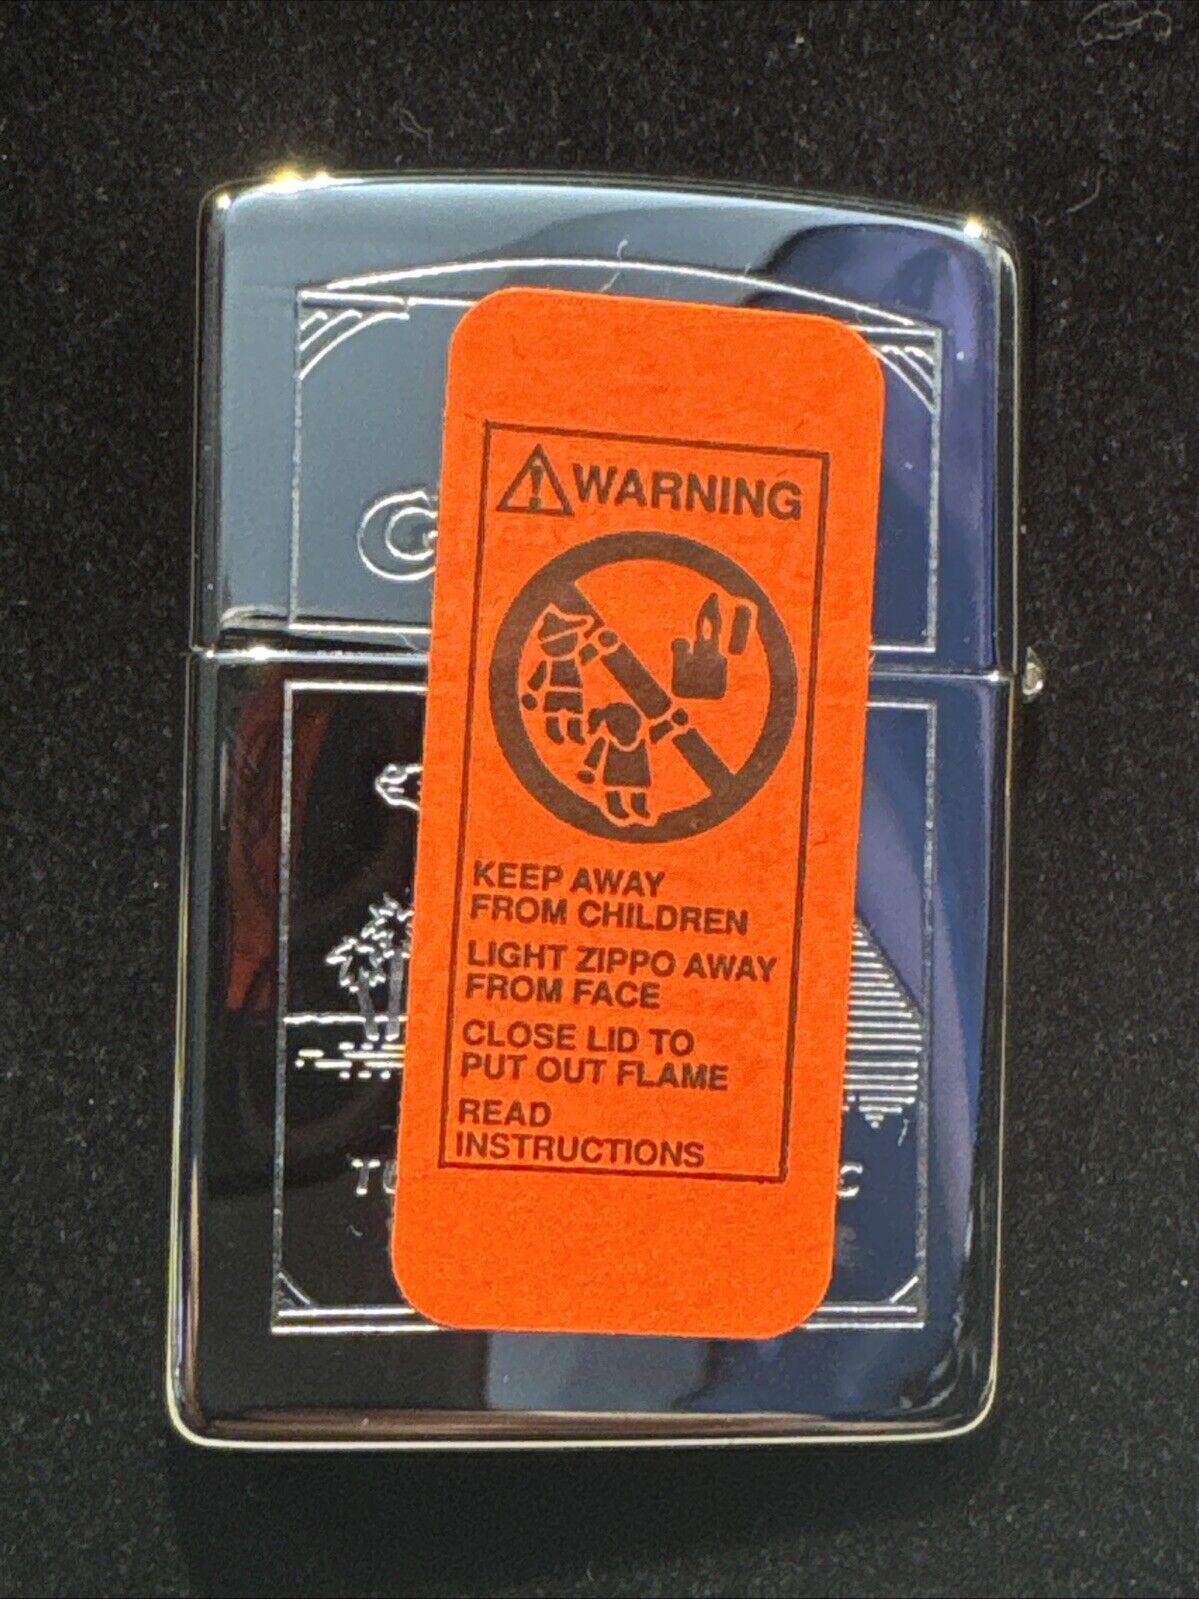 WARNING
KEEP AWAY
FROM CHILDREN
LIGHT ZIPPO AWAY
FROM FACE
CLOSE LID TO
PUT OUT FLAME
READ
INSTRUCTIONS